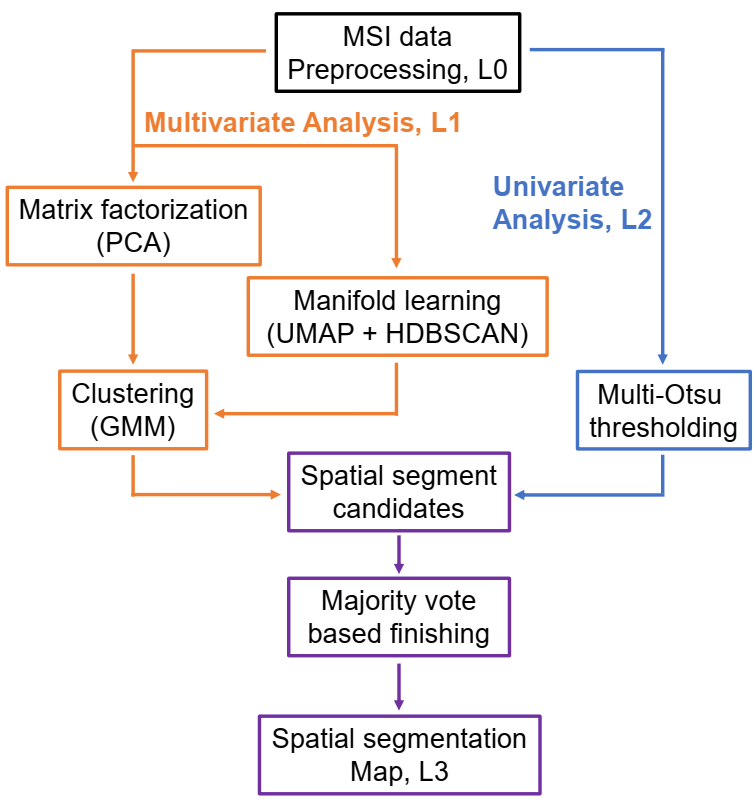 MSI data
Preprocessing, L0
Multivariate Analysis, L1
Univariate
Analysis, L2
Matrix factorization
(PCA)
Manifold learning
(UMAP + HDBSCAN)
Clustering
(GMM)
Multi-Otsu
thresholding
Spatial segment
candidates
Majority vote
based finishing
Spatial segmentation
Map, L3